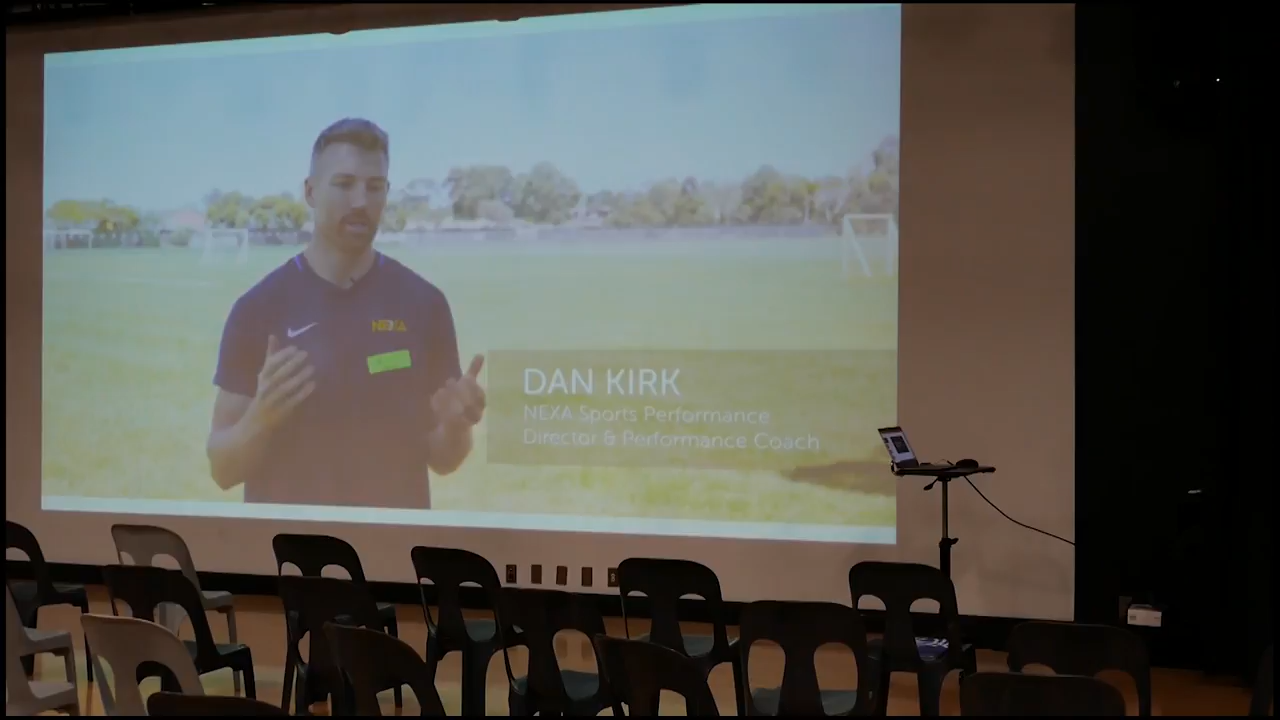 NEXA
DAN KIRK
NEXA Sports Performance
Director & Performance Coach